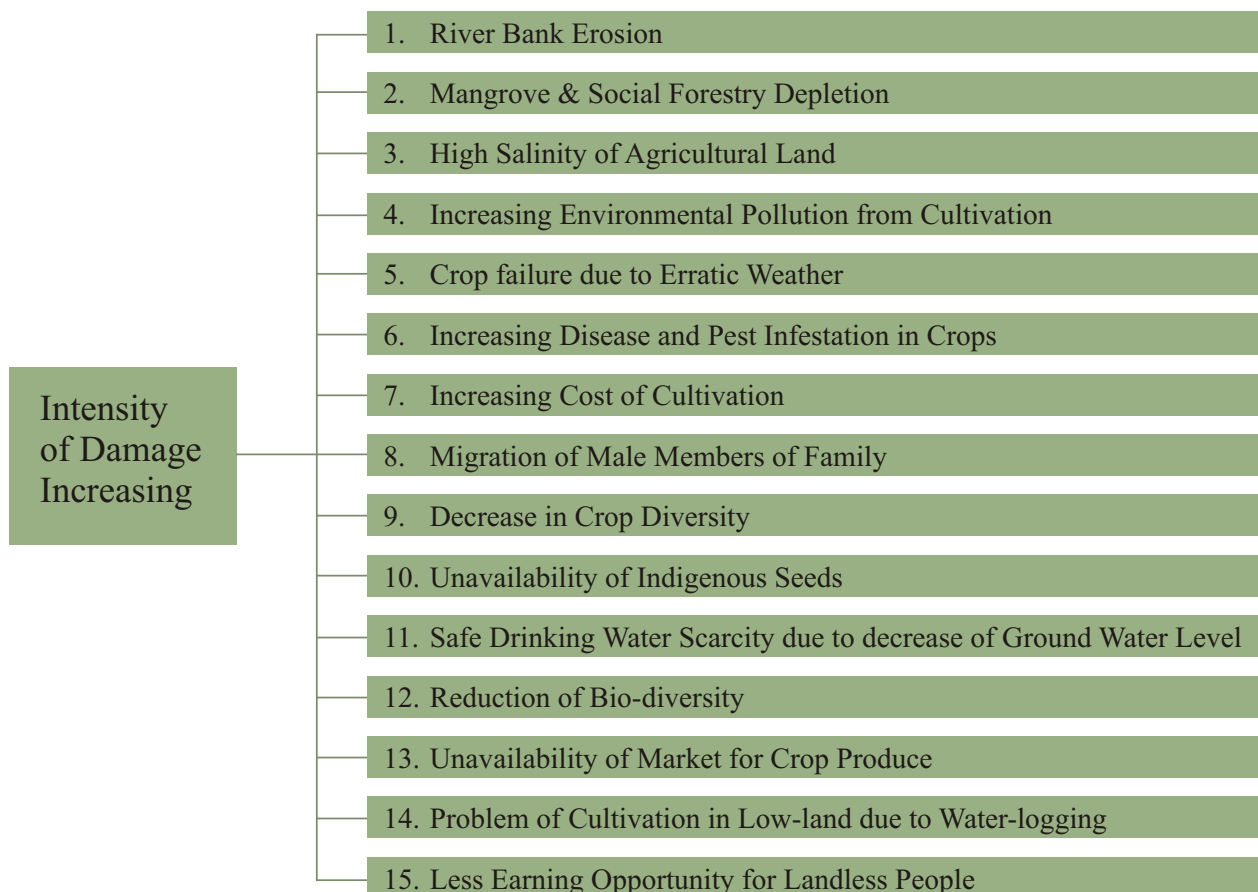 1. River Bank Erosion
2. Mangrove & Social Forestry Depletion
3. High Salinity of Agricultural Land
4. Increasing Environmental Pollution from Cultivation
5. Crop failure due to Erratic Weather
6. Increasing Disease and Pest Infestation in Crops
7. Increasing Cost of Cultivation
8. Migration of Male Members of Family
9. Decrease in Crop Diversity
10. Unavailability of Indigenous Seeds
11. Safe Drinking Water Scarcity due to decrease of Ground Water Level
12. Reduction of Bio-diversity
13. Unavailability of Market for Crop Produce
14. Problem of Cultivation in Low-land due to Water-logging
15. Less Earning Opportunity for Landless People
Intensity
of Damage
Increasing